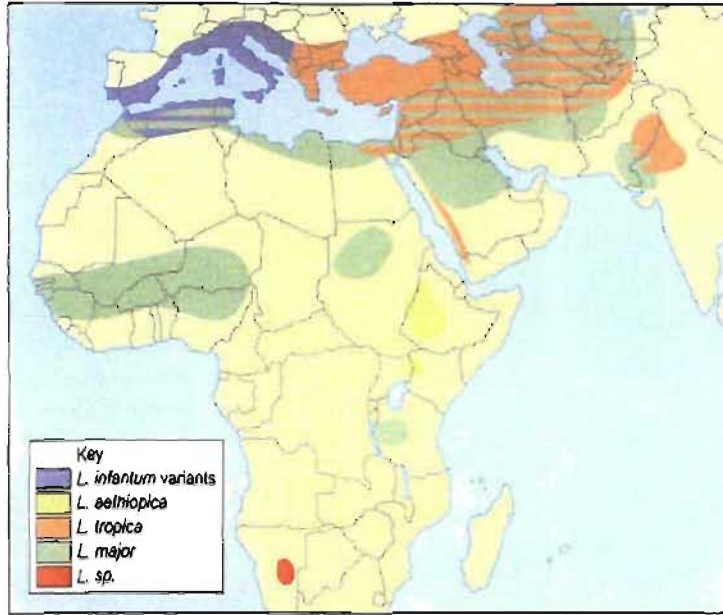 Key
L. infantum variants
L. aethiopica
L. tropica
L. major
L. sp.